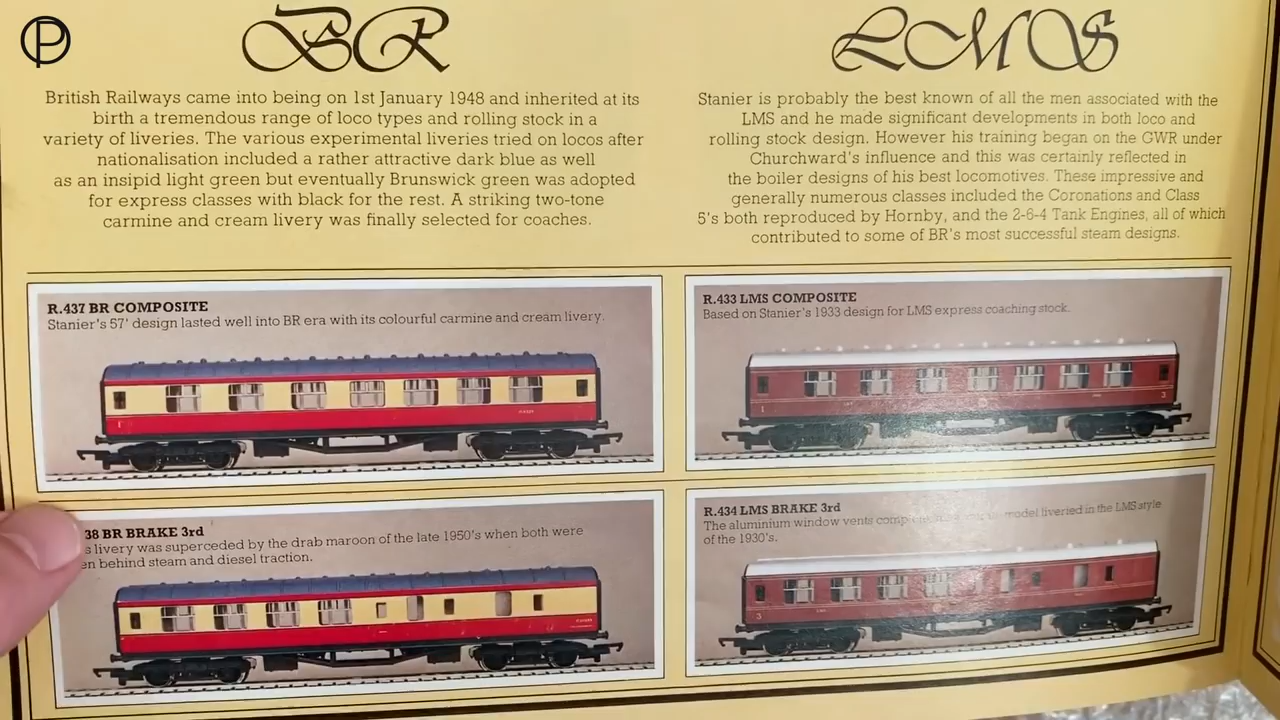 BR
British Railways came into being on 1st January 1948 and inherited at its
birth a tremendous range of loco types and rolling stock in a
variety of liveries. The various experimental liveries tried on locos after
nationalisation included a rather attractive dark blue as well
as an insipid light green but eventually Brunswick green was adopted
for express classes with black for the rest. A striking two-tone
carmine and cream livery was finally selected for coaches.
LMS
Stanier is probably the best known of all the men associated with the
LMS and he made significant developments in both loco and
rolling stock design. However his training began on the GWR under
Churchward's influence and this was certainly reflected in
the boiler designs of his best locomotives. These impressive and
generally numerous classes included the Coronations and Class
5's both reproduced by Hornby, and the 2-6-4 Tank Engines, all of which
contributed to some of BR's most successful steam designs.
R.437 BR COMPOSITE
Stanier's 57' design lasted well into BR era with its colourful carmine and cream livery.
R.433 LMS COMPOSITE
Based on Stanier's 1933 design for LMS express coaching stock.
38 BR BRAKE 3rd
s livery was superceded by the drab maroon of the late 1950's when both were
en behind steam and diesel traction.
R.434 LMS BRAKE 3rd
The aluminium window vents model liveried in the LMS style
of the 1930's.